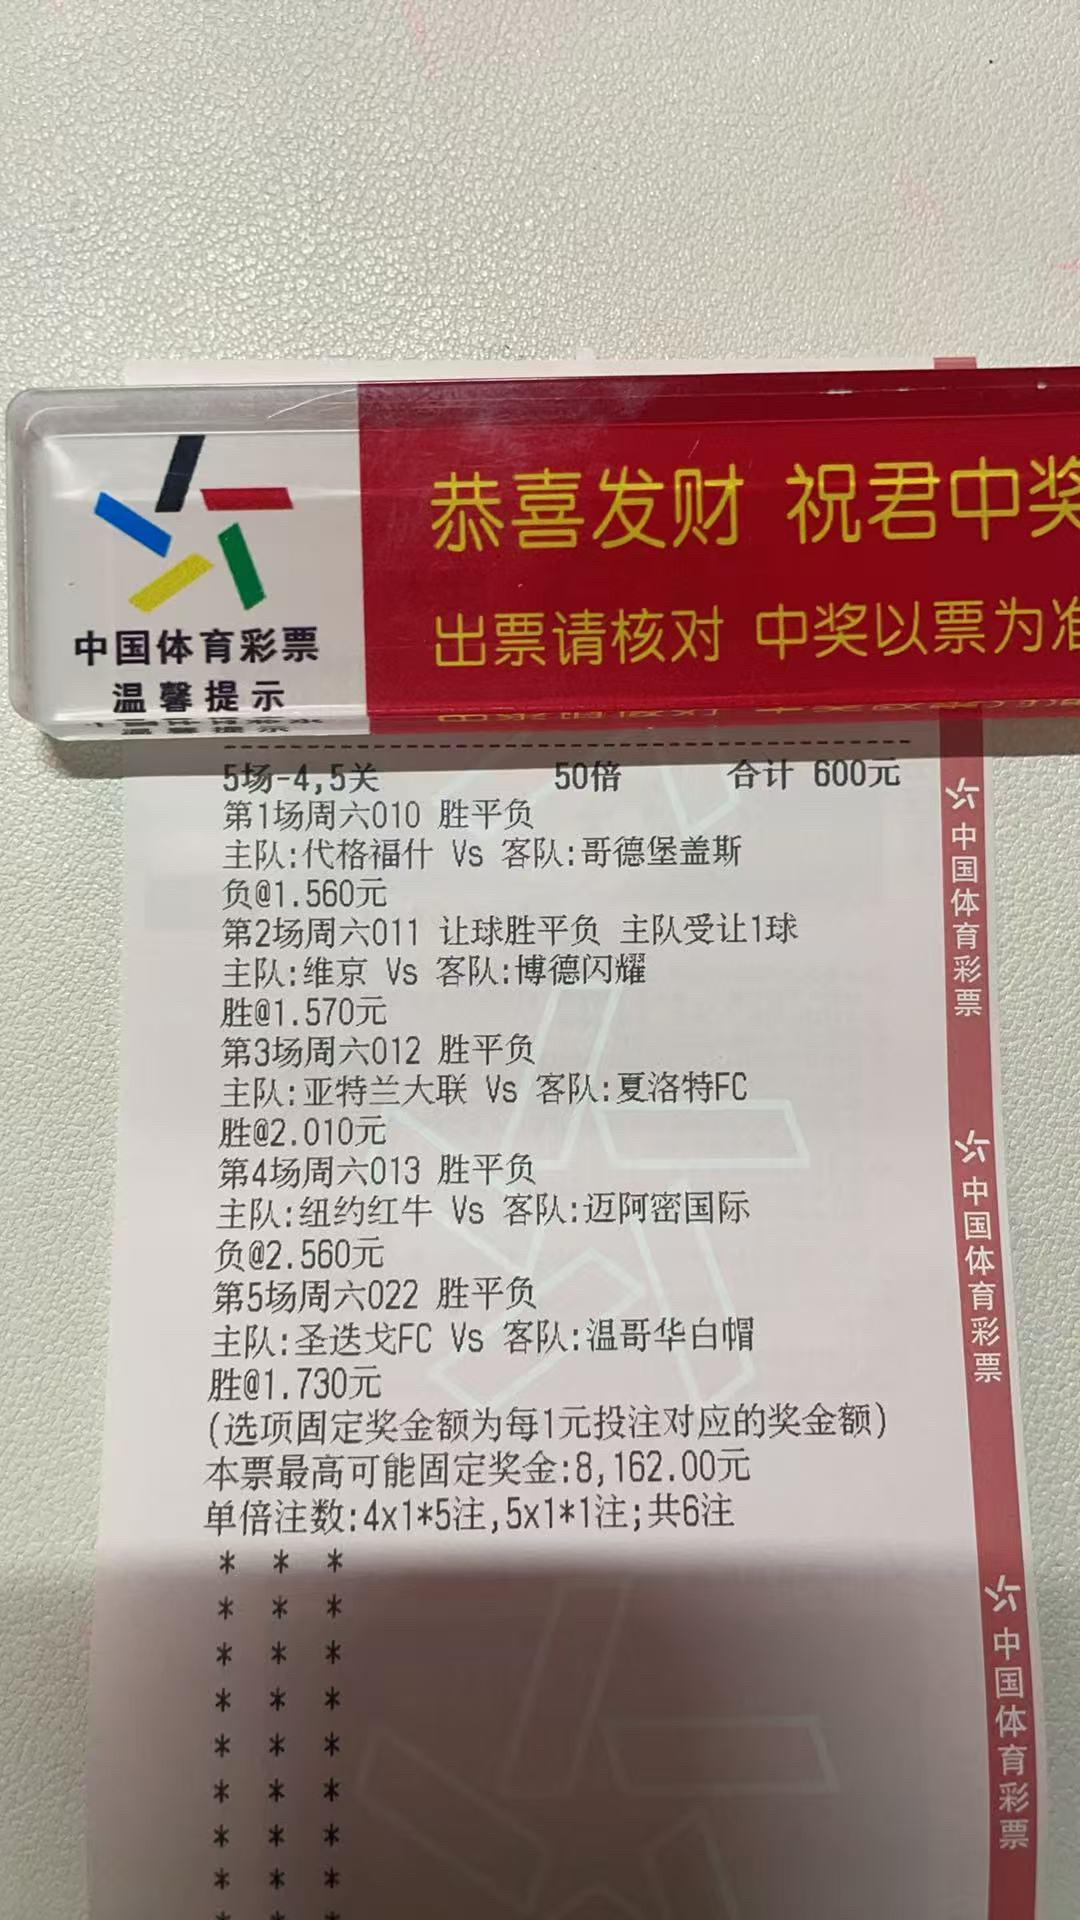 恭喜发财 祝君中奖
出票请核对 中奖以票为准
中国体育彩票
温馨提示
5场-4,5关 50倍 合计 600元
第1场周六010 胜平负
主队:代格福什 Vs 客队:哥德堡盖斯
负@1.560元
第2场周六011 让球胜平负 主队受让1球
主队:维京 Vs 客队:博德闪耀
胜@1.570元
第3场周六012 胜平负
主队:亚特兰大联 Vs 客队:夏洛特FC
胜@2.010元
第4场周六013 胜平负
主队:纽约红牛 Vs 客队:迈阿密国际
负@2.560元
第5场周六022 胜平负
主队:圣迭戈FC Vs 客队:温哥华白帽
胜@1.730元
(选项固定奖金额为每1元投注对应的奖金额)
本票最高可能固定奖金:8,162.00元
单倍注数:4x1*5注,5x1*1注;共6注
* * *
* * *
* * *
* * *
* * *
* * *
* * *
* * *
* * *
中国体育彩票
中国体育彩票
中国体育彩票